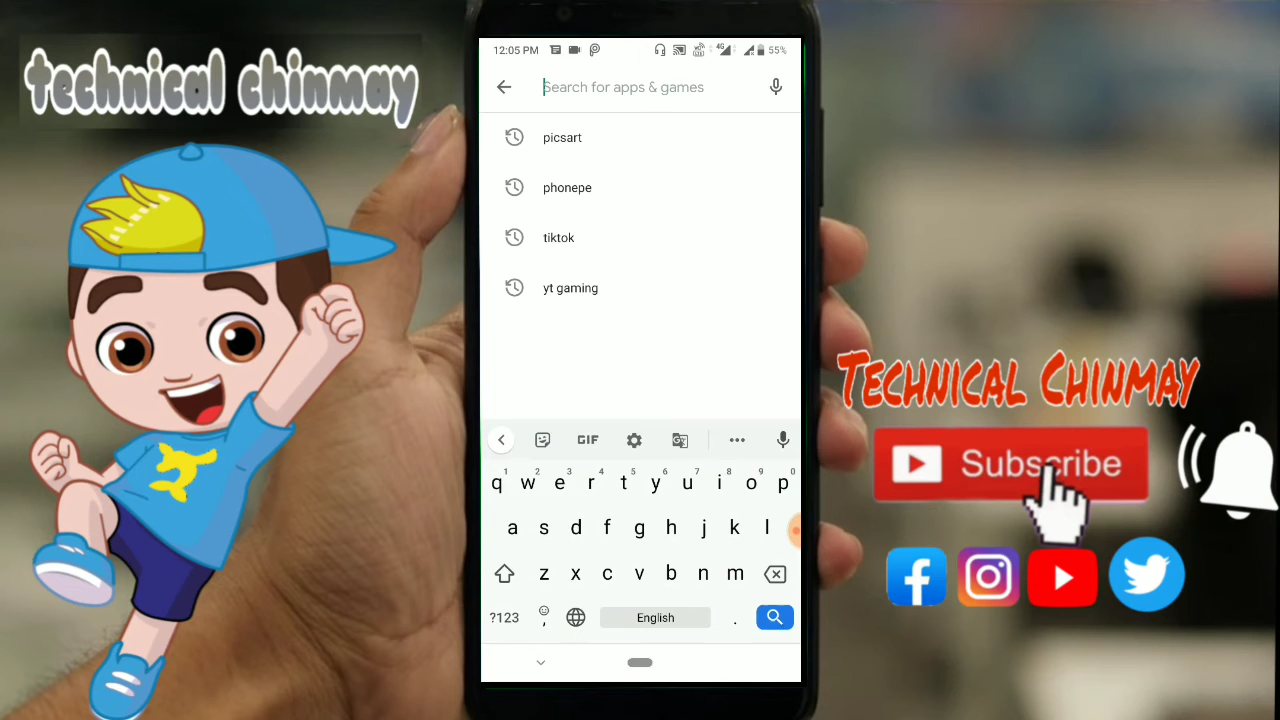 technical chinmay
12:05 PM
4G
55%
Search for apps & games
picsart
phonepe
tiktok
yt gaming
GIF
1 2 3 4 5 6 7 8 9 0
q w e r t y u i o p
a s d f g h j k l
z x c v b n m
?123 , English .
TECHNICAL CHINMAY
Subscribe